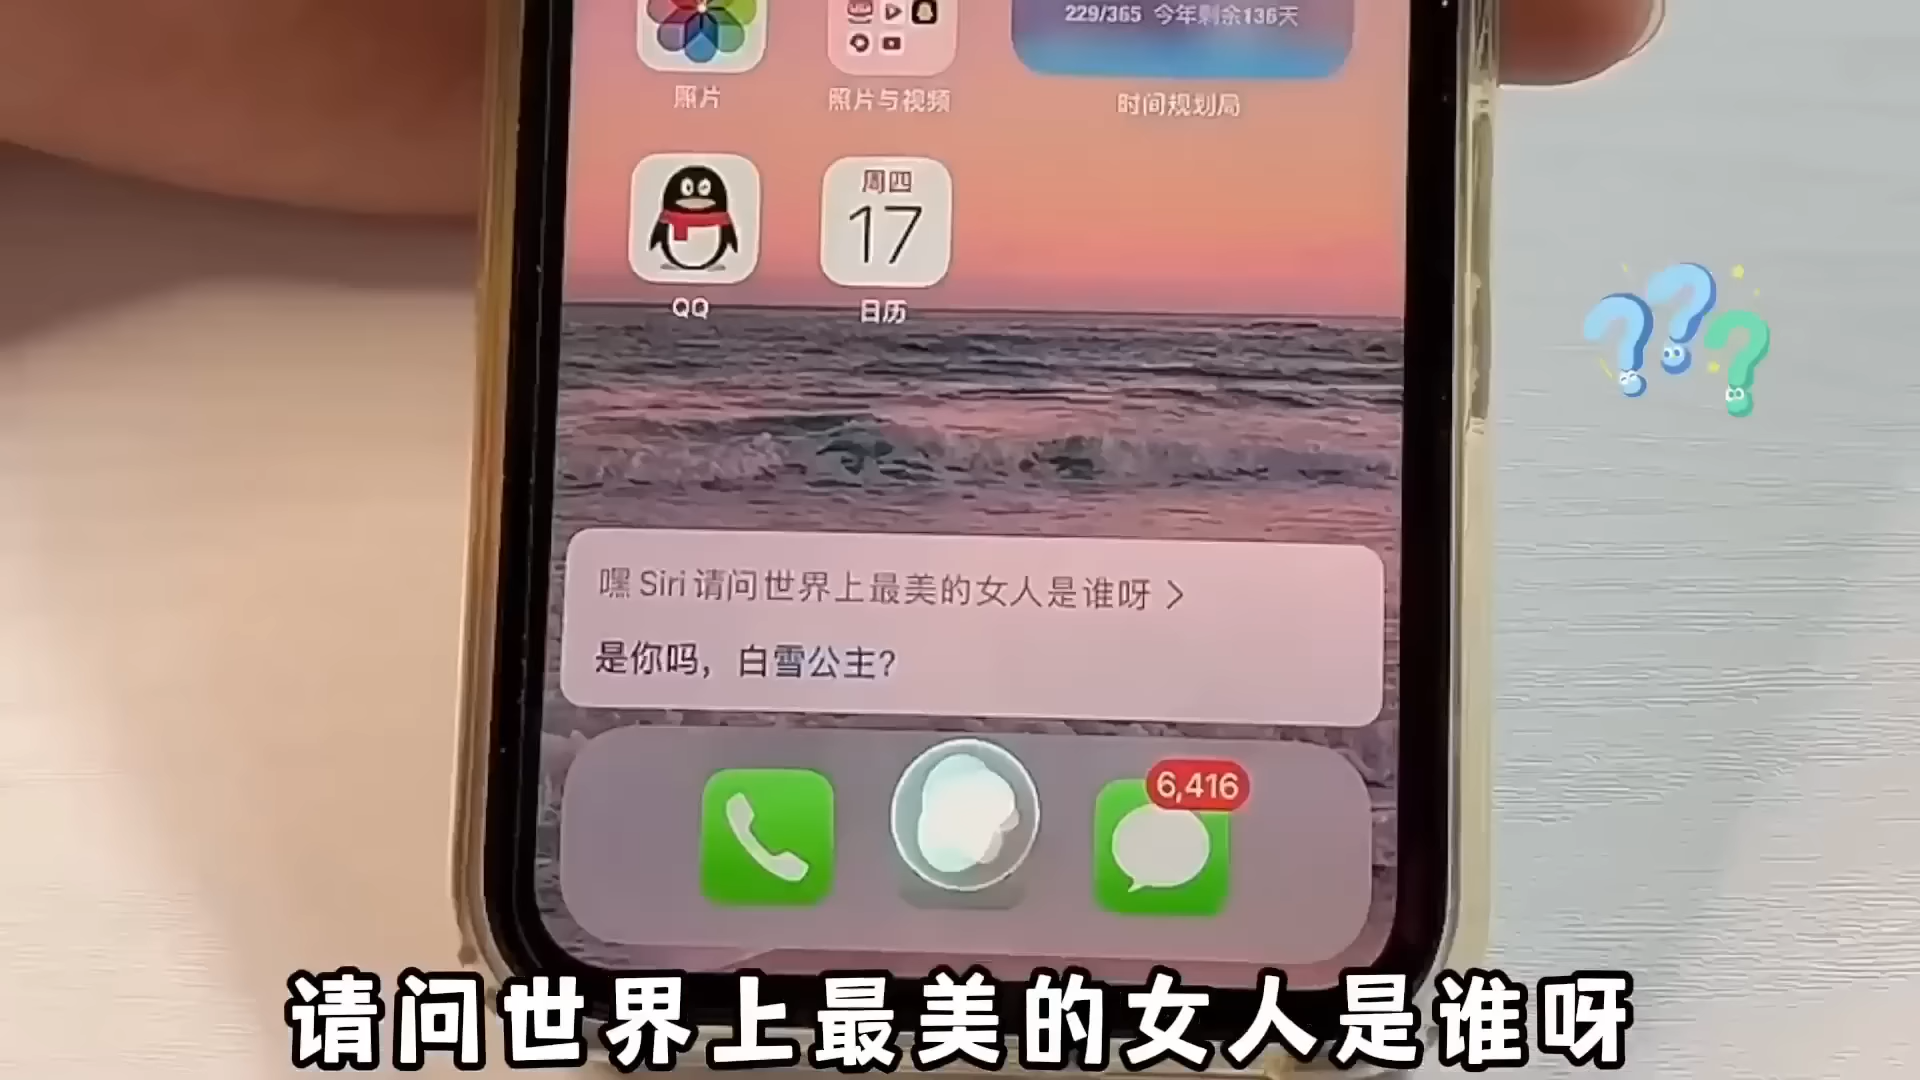 229/365 今年剩余136天
照片
照片与视频
时间规划局
周四
17
QQ
日历
嘿 Siri 请问世界上最美的女人是谁呀 >
是你吗，白雪公主？
6,416
???
请问世界上最美的女人是谁呀